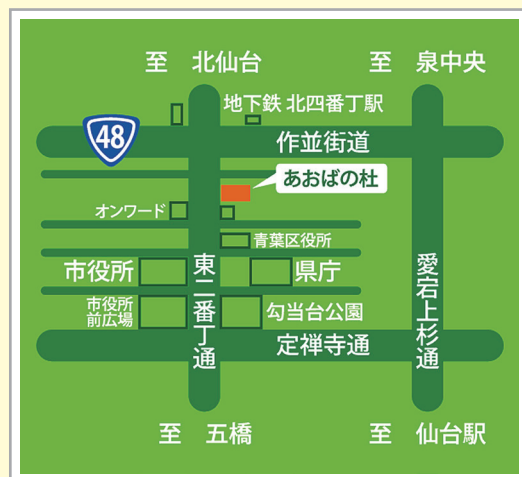 至 北仙台
至 泉中央
地下鉄 北四番丁駅
48
作並街道
あおばの杜
オンワード
青葉区役所
市役所
県庁
東二番丁通
愛宕上杉通
市役所
前広場
勾当台公園
定禅寺通
至 五橋
至 仙台駅